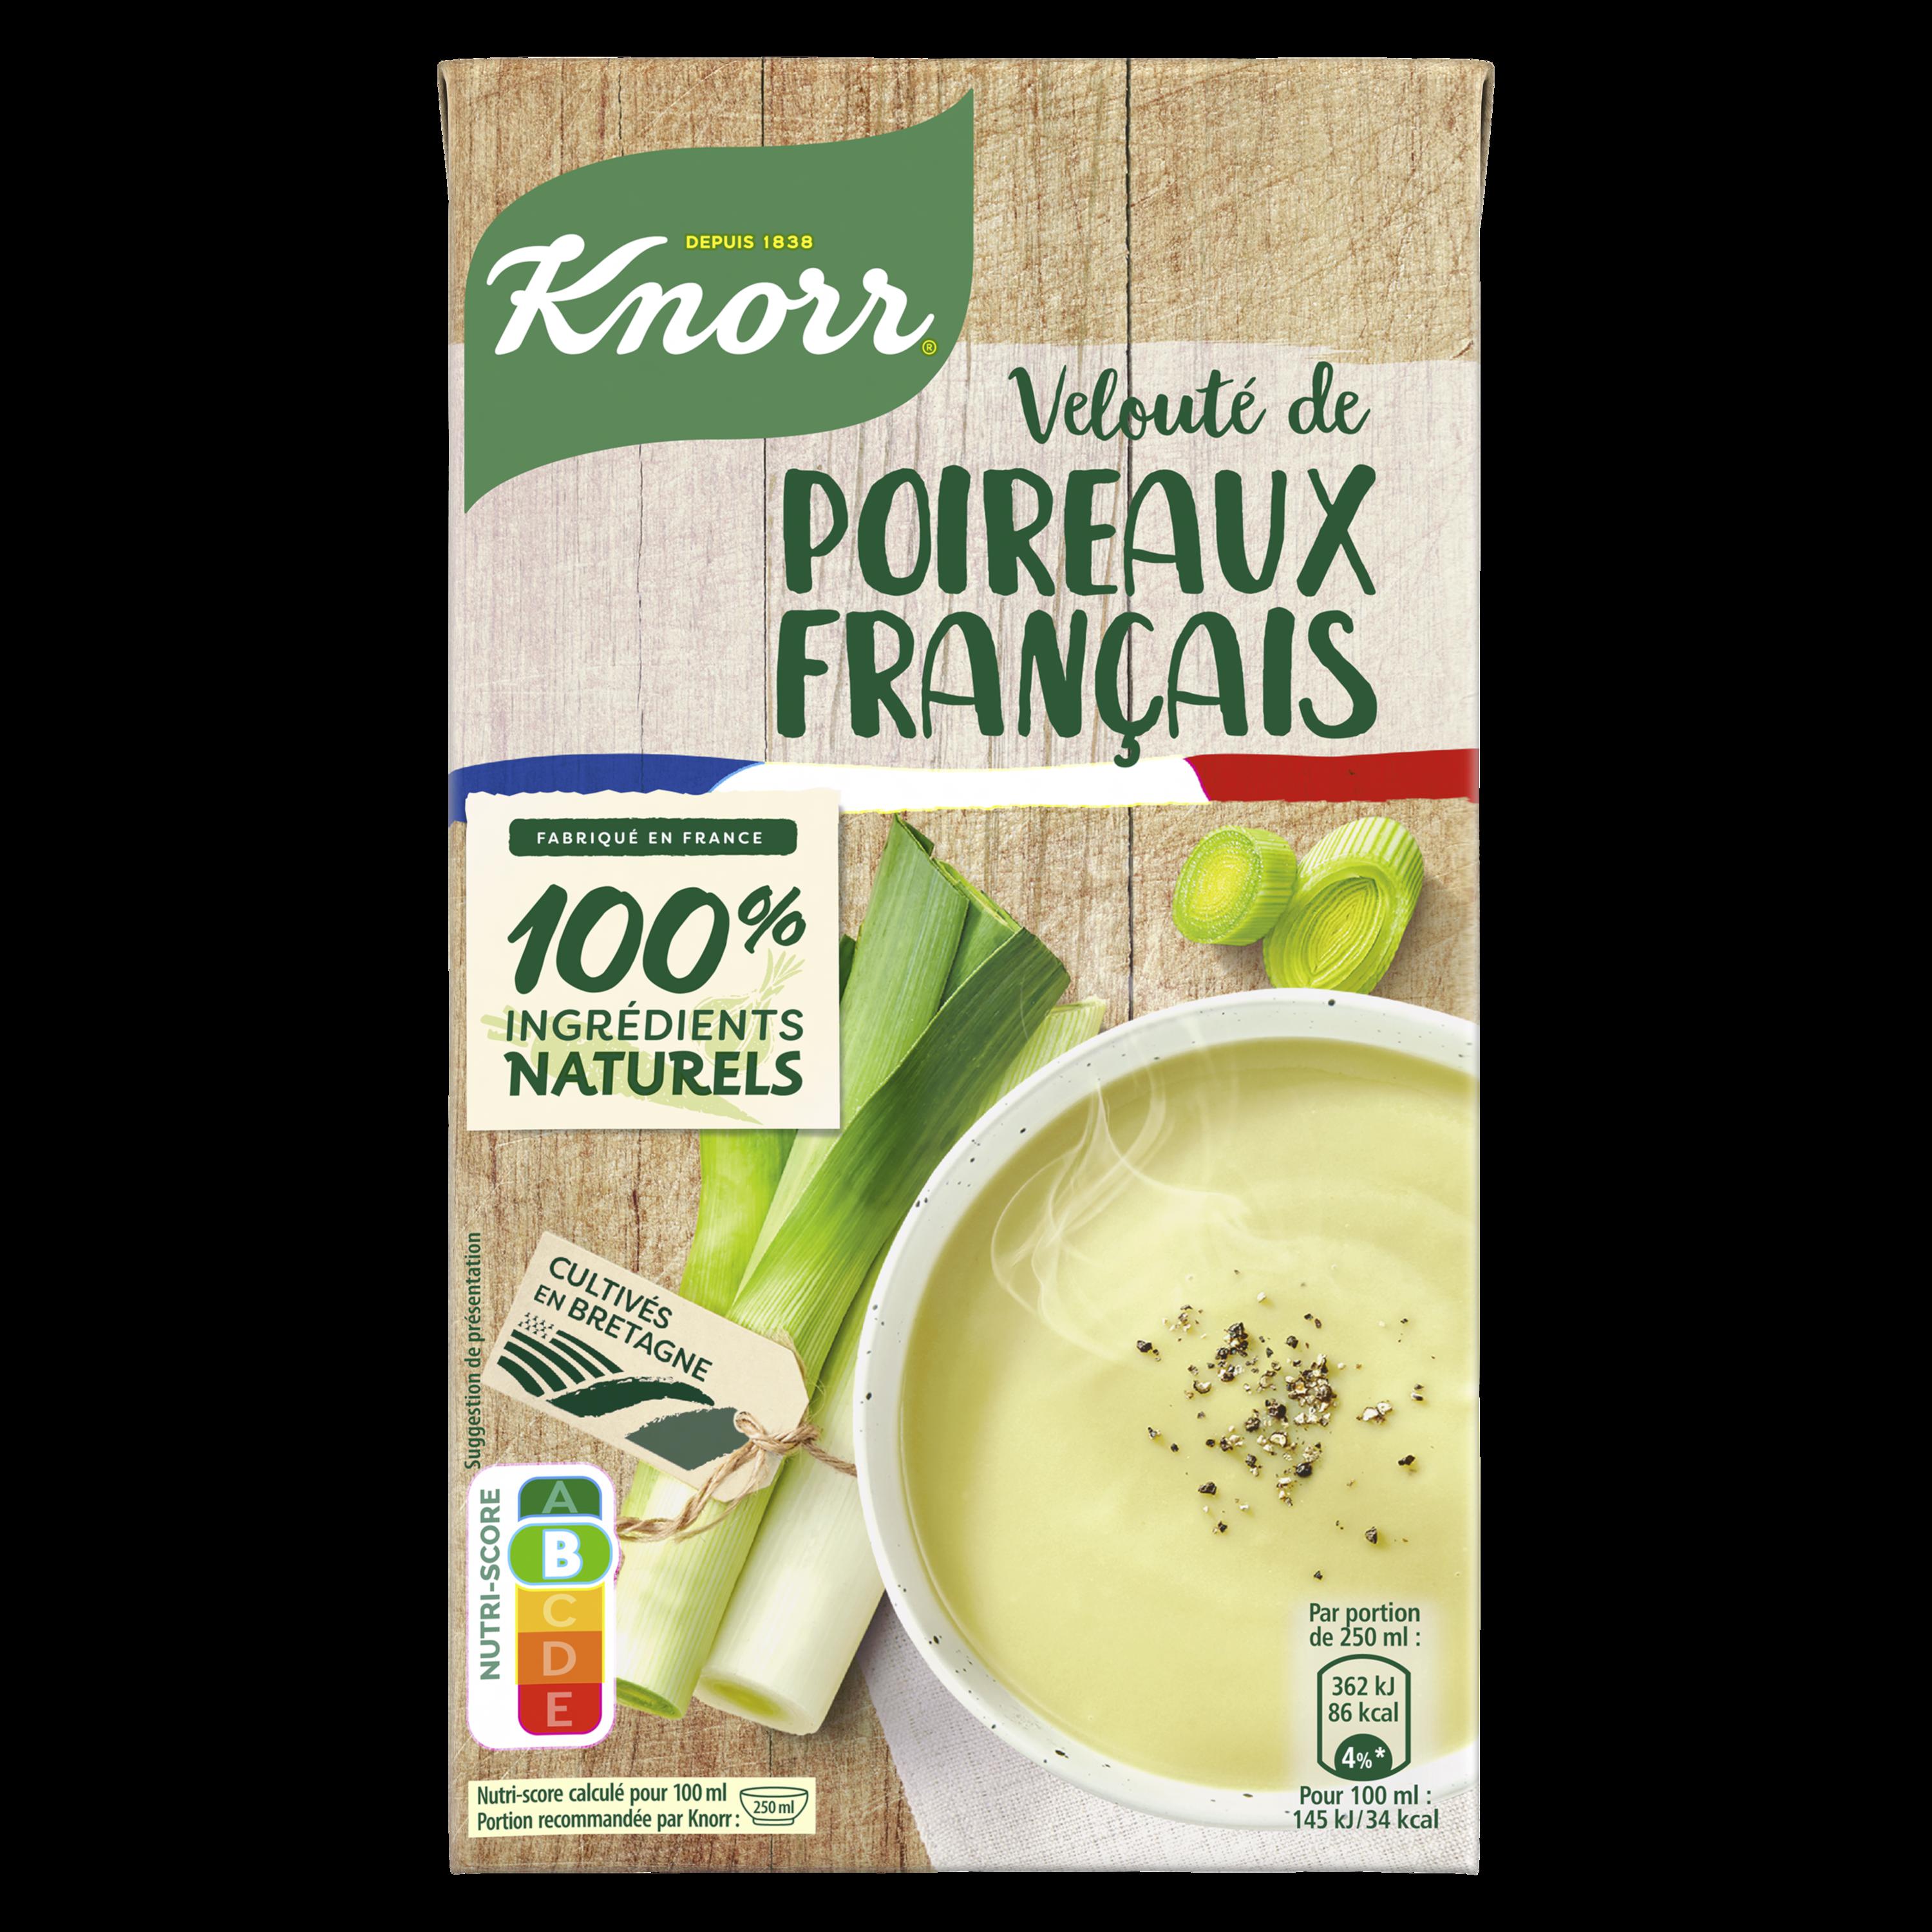 DEPUIS 1838
Knorr®
Velouté de
POIREAUX
FRANÇAIS
FABRIQUÉ EN FRANCE
100%
INGRÉDIENTS
NATURELS
CULTIVÉS
EN BRETAGNE
Suggestion de présentation
NUTRI-SCORE
A
B
C
D
E
Nutri-score calculé pour 100 ml
Portion recommandée par Knorr :
250 ml
Par portion
de 250 ml :
362 kJ
86 kcal
4%*
Pour 100 ml :
145 kJ/34 kcal